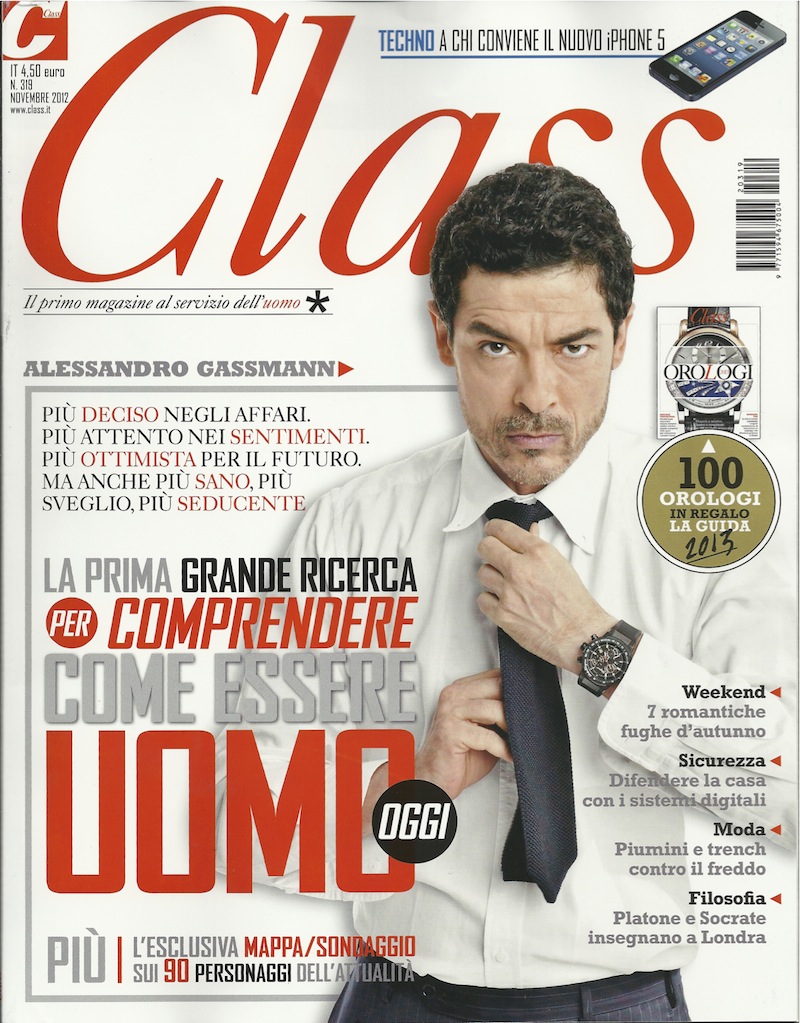 Class
IT 4,50 euro
N. 319
NOVEMBRE 2012
www.class.it
TECHNO A CHI CONVIENE IL NUOVO iPHONE 5
Class
20319
9 771594 675004
Il primo magazine al servizio dell'uomo *
ALESSANDRO GASSMANN
PIÙ DECISO NEGLI AFFARI.
PIÙ ATTENTO NEI SENTIMENTI.
PIÙ OTTIMISTA PER IL FUTURO.
MA ANCHE PIÙ SANO, PIÙ
SVEGLIO, PIÙ SEDUCENTE
LA PRIMA GRANDE RICERCA
PER COMPRENDERE
COME ESSERE
UOMO
OGGI
PIÙ
L'ESCLUSIVA MAPPA/SONDAGGIO
SUI 90 PERSONAGGI DELL'ATTUALITÀ
Class
OROLOGI
100
OROLOGI
IN REGALO
LA GUIDA
2013
Weekend
7 romantiche
fughe d'autunno
Sicurezza
Difendere la casa
con i sistemi digitali
Moda
Piumini e trench
contro il freddo
Filosofia
Platone e Socrate
insegnano a Londra